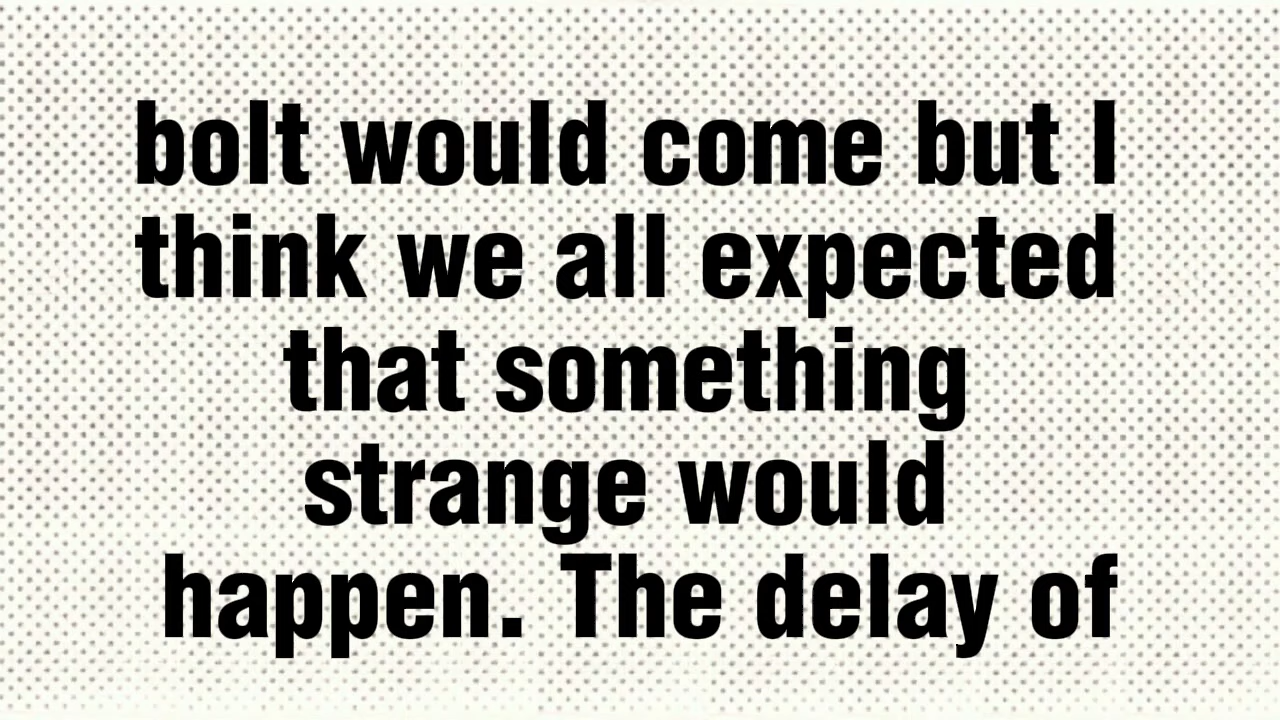 bolt would come but I
think we all expected
that something
strange would
happen. The delay of